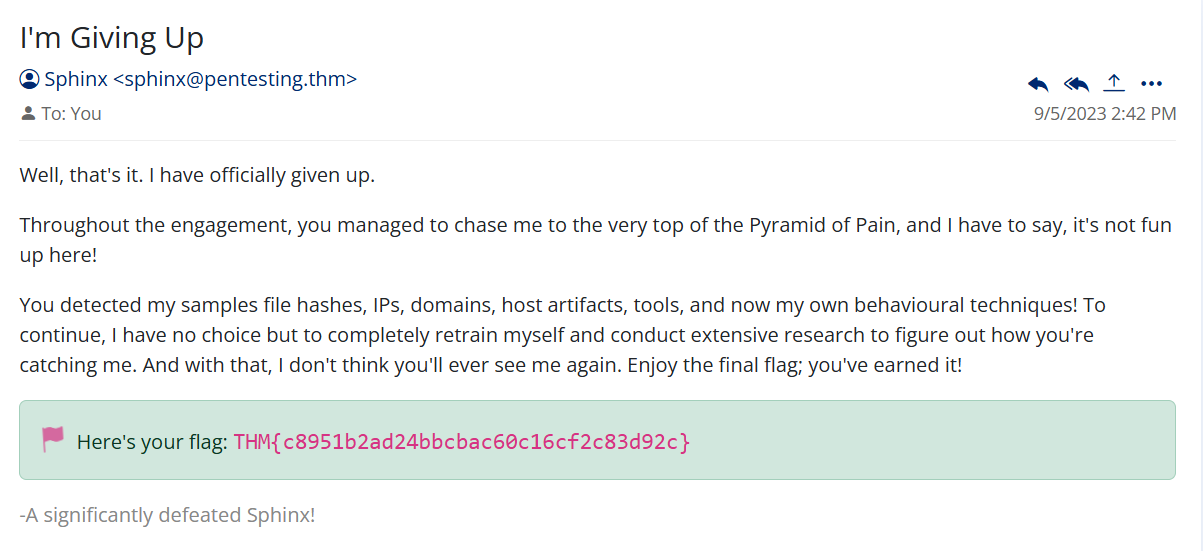 I'm Giving Up
Sphinx <sphinx@pentesting.thm>
To: You
9/5/2023 2:42 PM
Well, that's it. I have officially given up.
Throughout the engagement, you managed to chase me to the very top of the Pyramid of Pain, and I have to say, it's not fun
up here!
You detected my samples file hashes, IPs, domains, host artifacts, tools, and now my own behavioural techniques! To
continue, I have no choice but to completely retrain myself and conduct extensive research to figure out how you're
catching me. And with that, I don't think you'll ever see me again. Enjoy the final flag; you've earned it!
Here's your flag: THM{c8951b2ad24bbcbac60c16cf2c83d92c}
-A significantly defeated Sphinx!